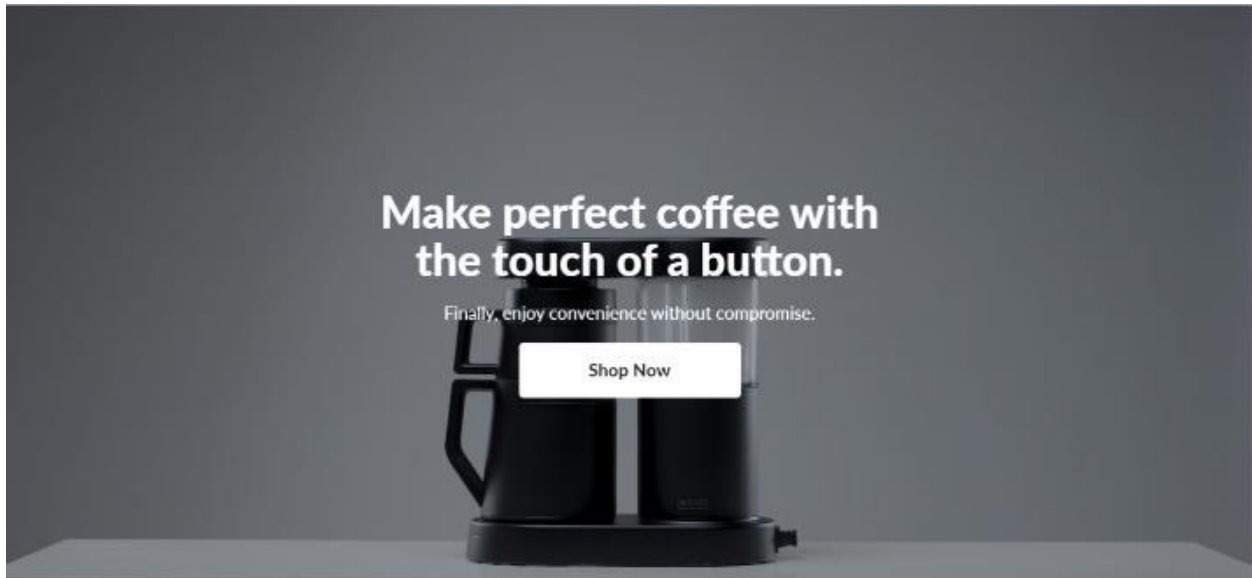 Make perfect coffee with
the touch of a button.
Finally, enjoy convenience without compromise.
Shop Now